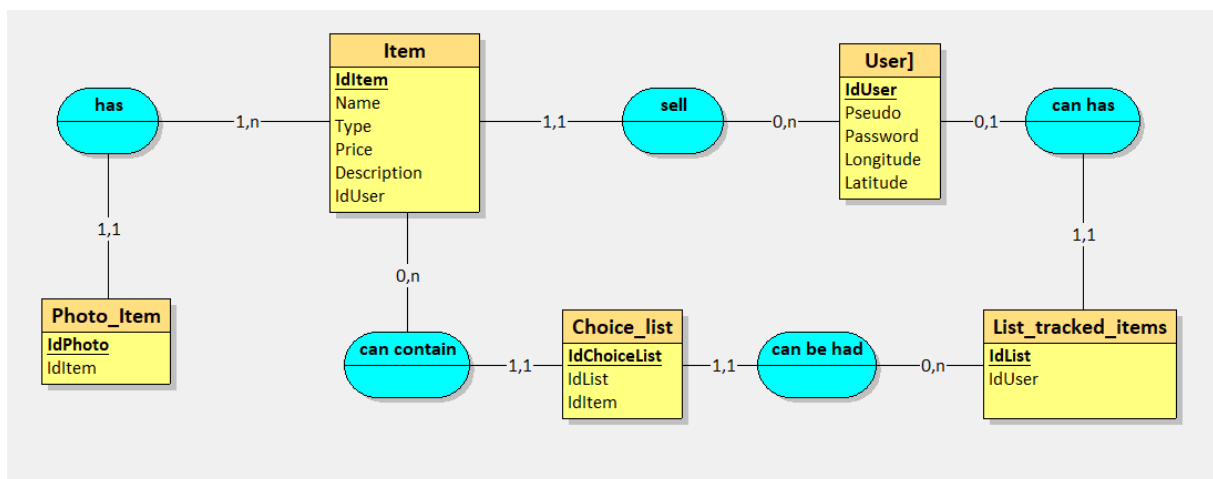 Item
IdItem
Name
Type
Price
Description
IdUser
User]
IdUser
Pseudo
Password
Longitude
Latitude
has
1,n
1,1
sell
0,n
0,1
can has
1,1
0,n
1,1
Photo_Item
IdPhoto
IdItem
can contain
1,1
Choice_list
IdChoiceList
IdList
IdItem
1,1
can be had
0,n
List_tracked_items
IdList
IdUser